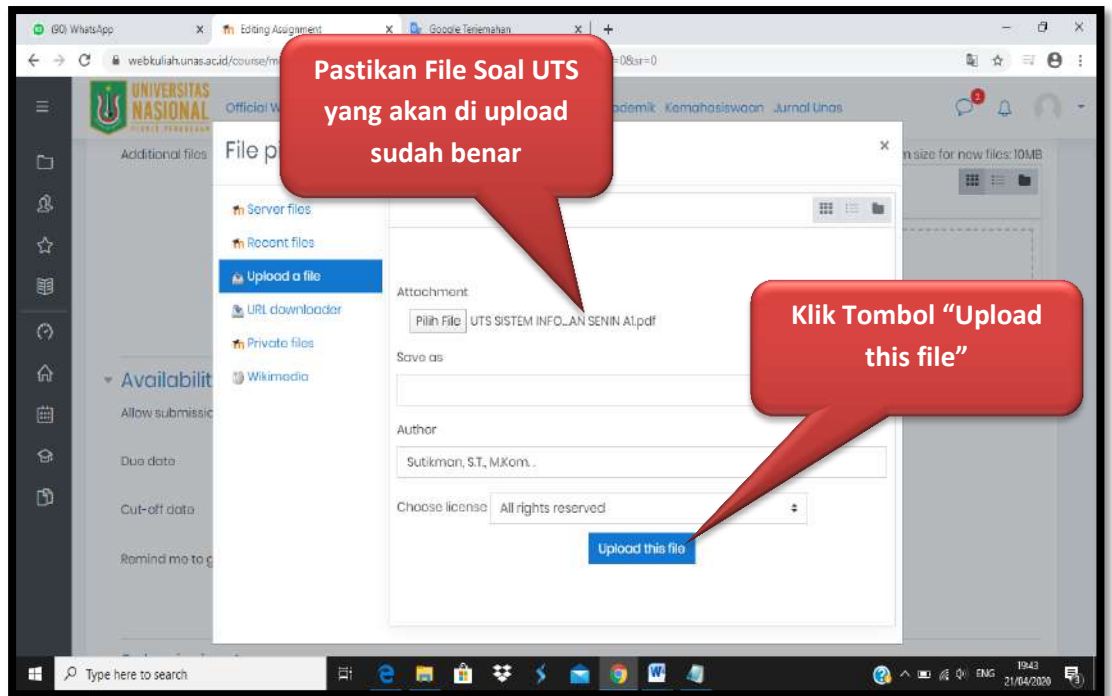 (90) WhatsApp
Editing Assignment
Google Terjemahan
webkuliah.unas.ac.id/course/m
=0&sr=0
UNIVERSITAS
NASIONAL
Official W
ademik Kemahasiswaan Jurnal Unas
3
Pastikan File Soal UTS
yang akan di upload
sudah benar
Additional files
File p
m size for new files: 10MB
Server files
Recent files
Upload a file
URL downloader
Private files
Wikimedia
Attachment
Pilih File UTS SISTEM INFO...AN SENIN A1.pdf
Save as
Klik Tombol “Upload
this file”
Author
Sutikman, S.T., M.Kom. .
Choose license All rights reserved
Upload this file
Availabilit
Allow submissio
Due date
Cut-off date
Remind me to g
Type here to search
ENG
19:43
21/04/2020